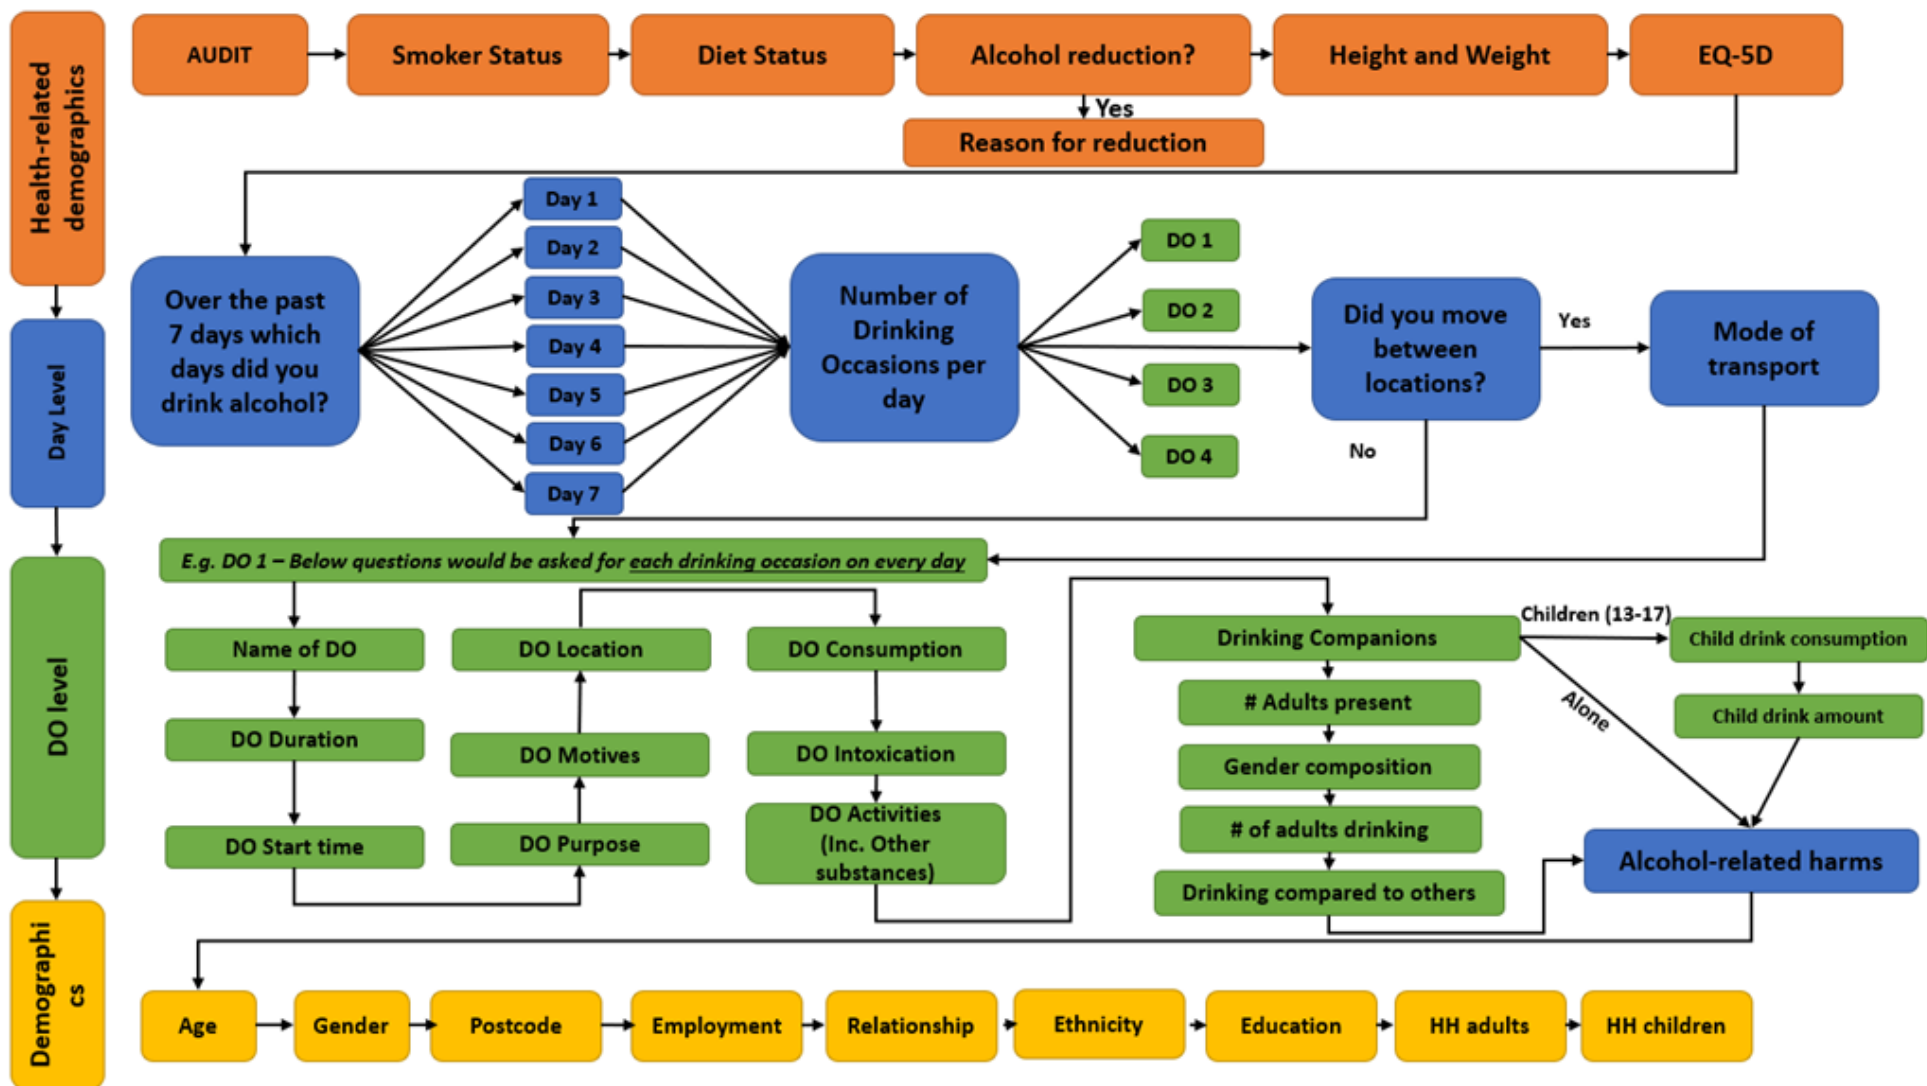 Health-related
demographics
AUDIT
Smoker Status
Diet Status
Alcohol reduction?
Height and Weight
EQ-5D
Yes
Reason for reduction
Day Level
Over the past
7 days which
days did you
drink alcohol?
Day 1
Day 2
Day 3
Day 4
Day 5
Day 6
Day 7
Number of
Drinking
Occasions per
day
DO 1
DO 2
DO 3
DO 4
Did you move
between
locations?
Yes
No
Mode of
transport
DO level
E.g. DO 1 – Below questions would be asked for each drinking occasion on every day
Name of DO
DO Duration
DO Start time
DO Location
DO Motives
DO Purpose
DO Consumption
DO Intoxication
DO Activities
(Inc. Other
substances)
Drinking Companions
# Adults present
Gender composition
# of adults drinking
Drinking compared to others
Children (13-17)
Alone
Child drink consumption
Child drink amount
Alcohol-related harms
Demographi
cs
Age
Gender
Postcode
Employment
Relationship
Ethnicity
Education
HH adults
HH children